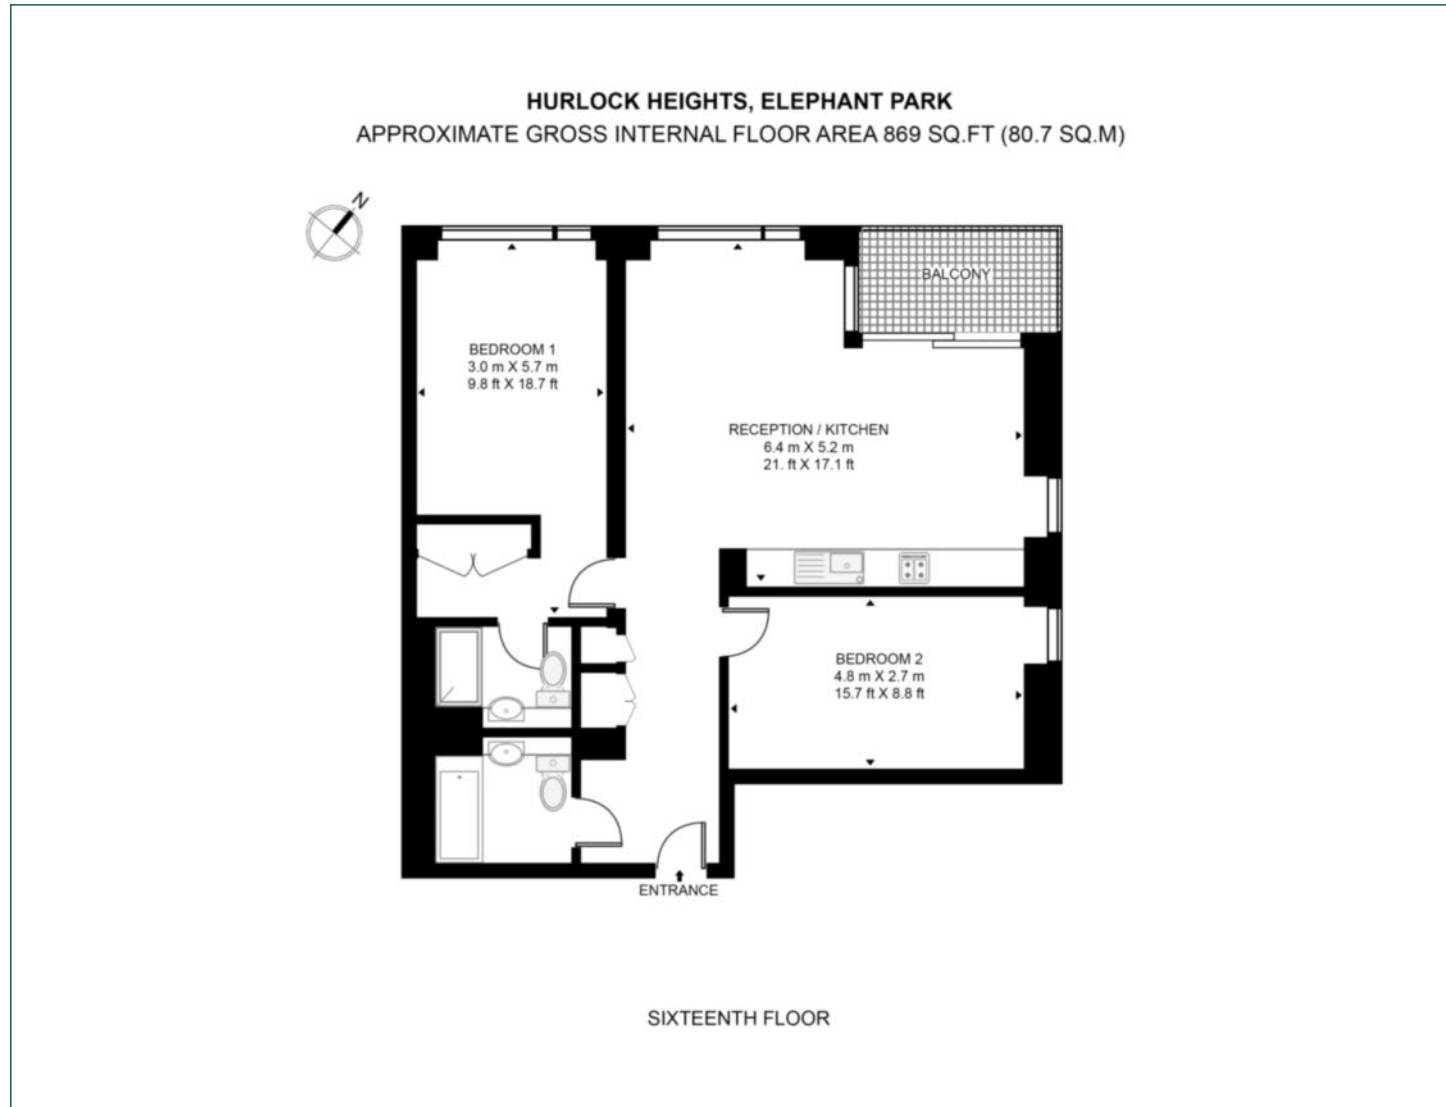 HURLOCK HEIGHTS, ELEPHANT PARK
APPROXIMATE GROSS INTERNAL FLOOR AREA 869 SQ.FT (80.7 SQ.M)
N
BALCONY
BEDROOM 1
3.0 m X 5.7 m
9.8 ft X 18.7 ft
RECEPTION / KITCHEN
6.4 m X 5.2 m
21. ft X 17.1 ft
BEDROOM 2
4.8 m X 2.7 m
15.7 ft X 8.8 ft
ENTRANCE
SIXTEENTH FLOOR